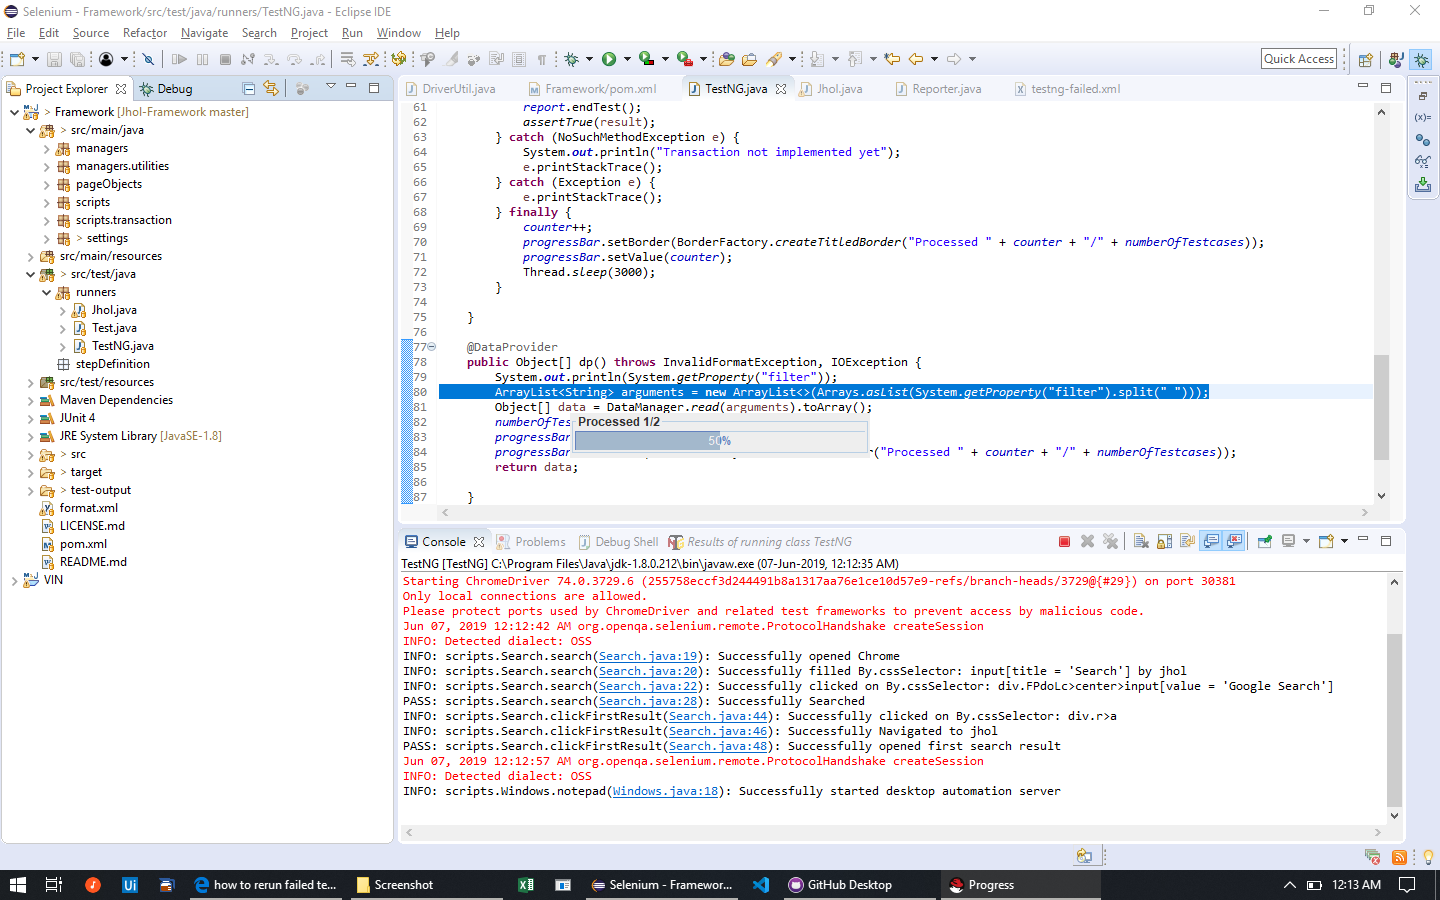 Selenium - Framework/src/test/java/runners/TestNG.java - Eclipse IDE
File Edit Source Refactor Navigate Search Project Run Window Help
Quick Access
Project Explorer
Debug
> Framework [Jhol-Framework master]
> src/main/java
managers
managers.utilities
pageObjects
scripts
scripts.transaction
> settings
src/main/resources
> src/test/java
runners
Jhol.java
Test.java
TestNG.java
stepDefinition
src/test/resources
Maven Dependencies
JUnit 4
JRE System Library [JavaSE-1.8]
> src
> target
> test-output
format.xml
LICENSE.md
pom.xml
README.md
VIN
DriverUtil.java Framework/pom.xml TestNG.java Jhol.java Reporter.java testng-failed.xml
61 report.endTest();
62 assertTrue(result);
63 } catch (NoSuchMethodException e) {
64 System.out.println("Transaction not implemented yet");
65 e.printStackTrace();
66 } catch (Exception e) {
67 e.printStackTrace();
68 } finally {
69 counter++;
70 progressBar.setBorder(BorderFactory.createTitledBorder("Processed " + counter + "/" + numberOfTestcases));
71 progressBar.setValue(counter);
72 Thread.sleep(3000);
73 }
74
75 }
76
77 @DataProvider
78 public Object[] dp() throws InvalidFormatException, IOException {
79 System.out.println(System.getProperty("filter"));
80 ArrayList<String> arguments = new ArrayList<>(Arrays.asList(System.getProperty("filter").split(" ")));
81 Object[] data = DataManager.read(arguments).toArray();
82 numberOfTes
83 progressBar
84 progressBar r("Processed " + counter + "/" + numberOfTestcases));
85 return data;
86
87 }
Processed 1/2
50%
Console Problems Debug Shell Results of running class TestNG
TestNG [TestNG] C:\Program Files\Java\jdk-1.8.0.212\bin\javaw.exe (07-Jun-2019, 12:12:35 AM)
Starting ChromeDriver 74.0.3729.6 (255758eccf3d244491b8a1317aa76e1ce10d57e9-refs/branch-heads/3729@{#29}) on port 30381
Only local connections are allowed.
Please protect ports used by ChromeDriver and related test frameworks to prevent access by malicious code.
Jun 07, 2019 12:12:42 AM org.openqa.selenium.remote.ProtocolHandshake createSession
INFO: Detected dialect: OSS
INFO: scripts.Search.search(Search.java:19): Successfully opened Chrome
INFO: scripts.Search.search(Search.java:20): Successfully filled By.cssSelector: input[title = 'Search'] by jhol
INFO: scripts.Search.search(Search.java:22): Successfully clicked on By.cssSelector: div.FPdoLc>center>input[value = 'Google Search']
PASS: scripts.Search.search(Search.java:28): Successfully Searched
INFO: scripts.Search.clickFirstResult(Search.java:44): Successfully clicked on By.cssSelector: div.r>a
INFO: scripts.Search.clickFirstResult(Search.java:46): Successfully Navigated to jhol
PASS: scripts.Search.clickFirstResult(Search.java:48): Successfully opened first search result
Jun 07, 2019 12:12:57 AM org.openqa.selenium.remote.ProtocolHandshake createSession
INFO: Detected dialect: OSS
INFO: scripts.Windows.notepad(Windows.java:18): Successfully started desktop automation server
Ui
how to rerun failed te...
Screenshot
Selenium - Framewor...
GitHub Desktop
Progress
12:13 AM